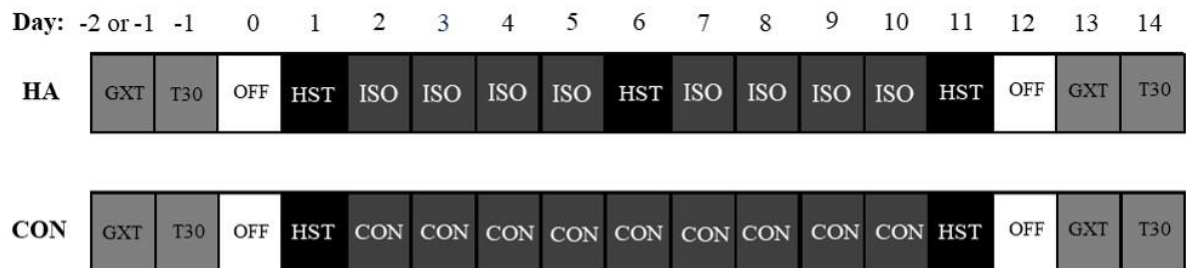 Day: -2 or -1 -1 0 1 2 3 4 5 6 7 8 9 10 11 12 13 14
HA GXT T30 OFF HST ISO ISO ISO ISO HST ISO ISO ISO ISO HST OFF GXT T30
CON GXT T30 OFF HST CON CON CON CON CON CON CON CON CON HST OFF GXT T30